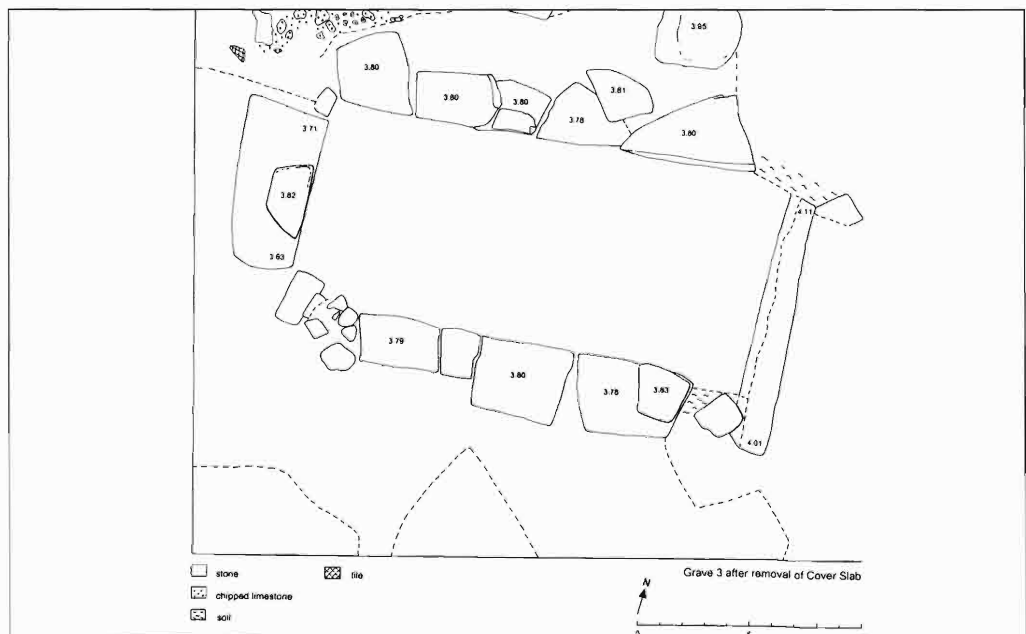 3.95
3.80
3.81
3.80
3.80
3.78
3.80
3.71
3.82
4.11
3.63
3.79
3.80
3.78
3.83
4.01
stone
tile
Grave 3 after removal of Cover Slab
chipped limestone
N
soil